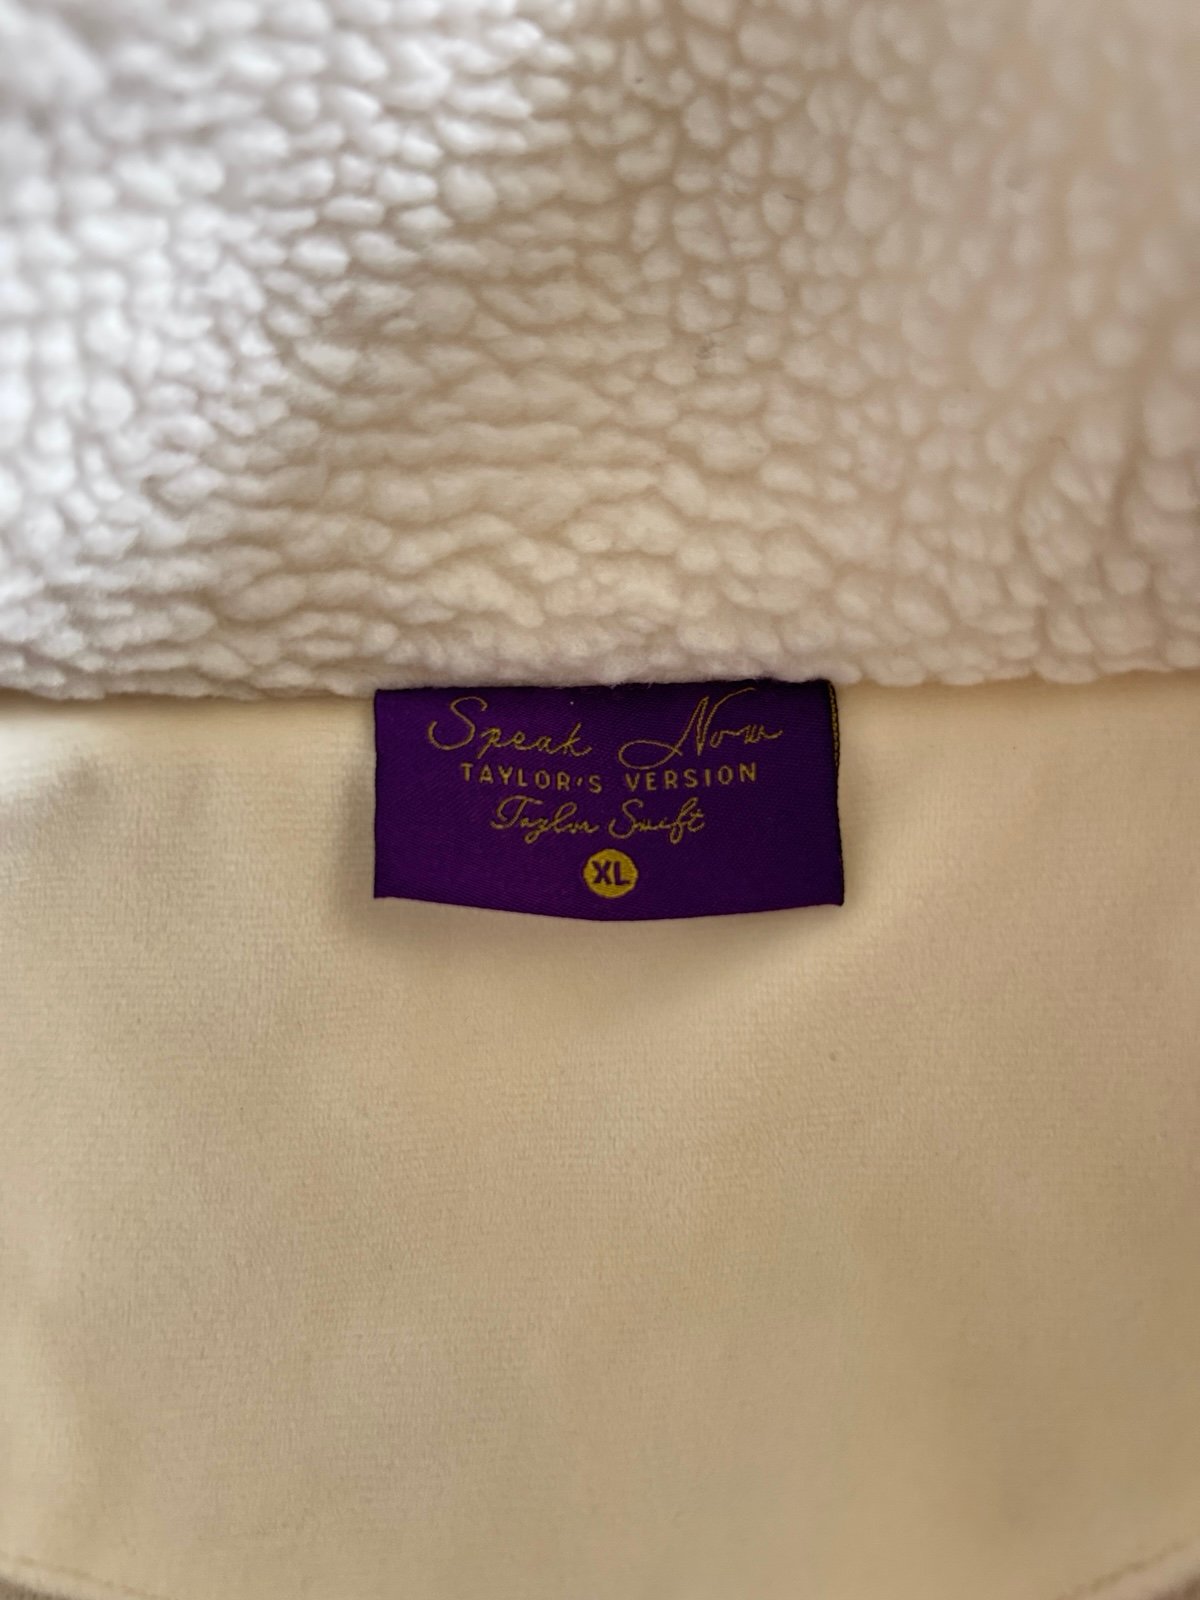 Speak Now
TAYLOR'S VERSION
Taylor Swift
XL